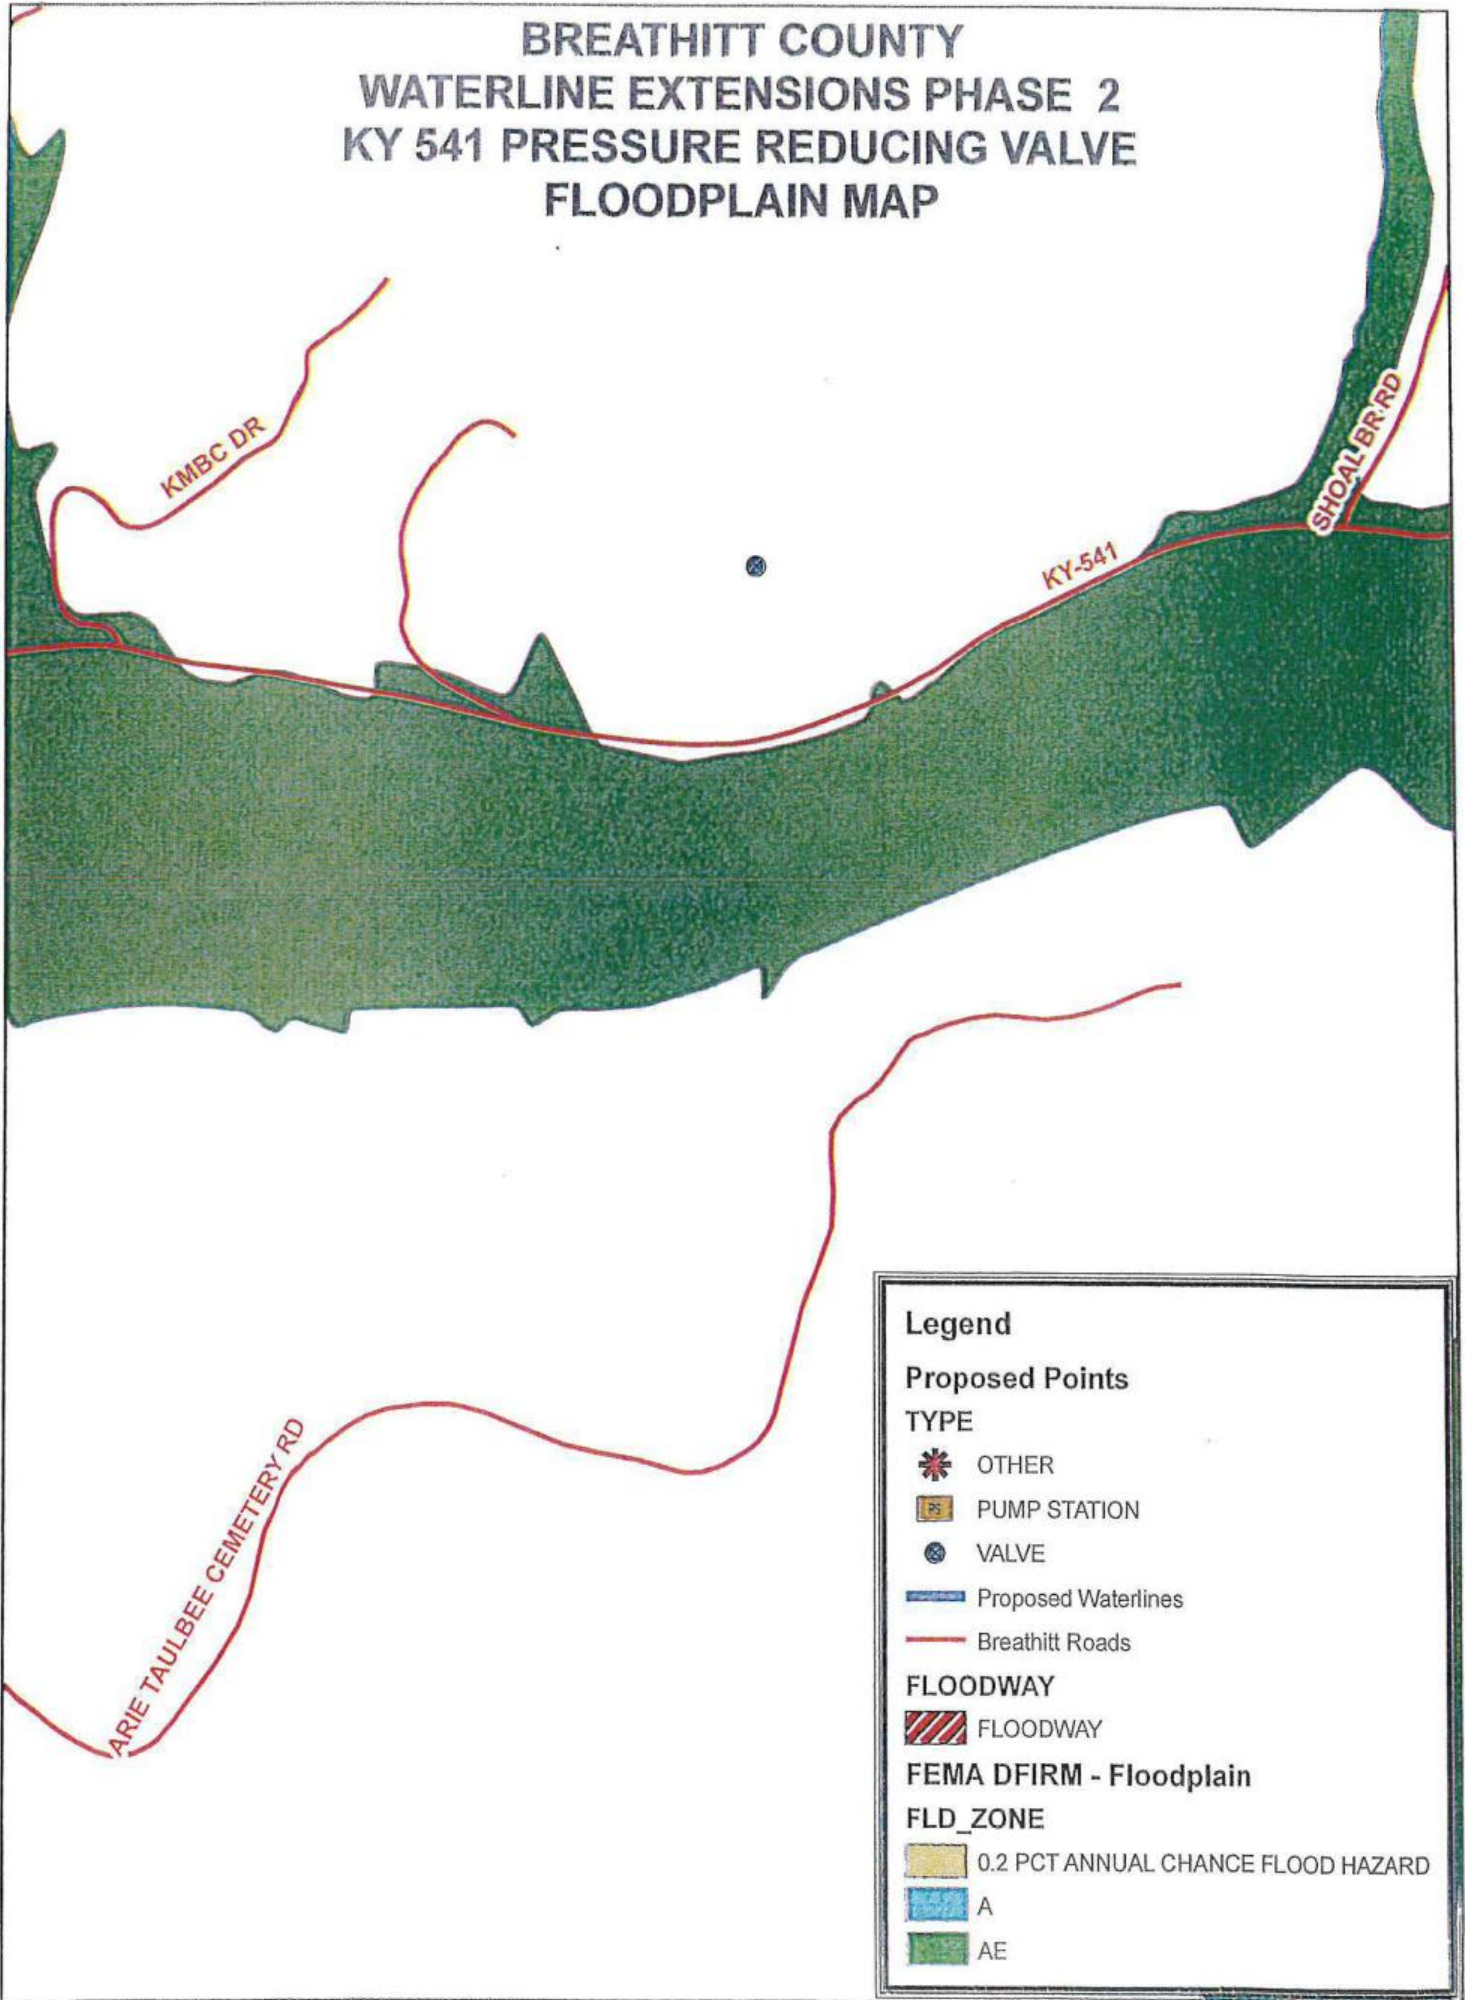 BREATHITT COUNTY
WATERLINE EXTENSIONS PHASE 2
KY 541 PRESSURE REDUCING VALVE
FLOODPLAIN MAP
KMBC DR
SHOAL BR RD
KY-541
ARIE TAULBEE CEMETERY RD
Legend
Proposed Points
TYPE
OTHER
PS PUMP STATION
VALVE
Proposed Waterlines
Breathitt Roads
FLOODWAY
FLOODWAY
FEMA DFIRM - Floodplain
FLD_ZONE
0.2 PCT ANNUAL CHANCE FLOOD HAZARD
A
AE